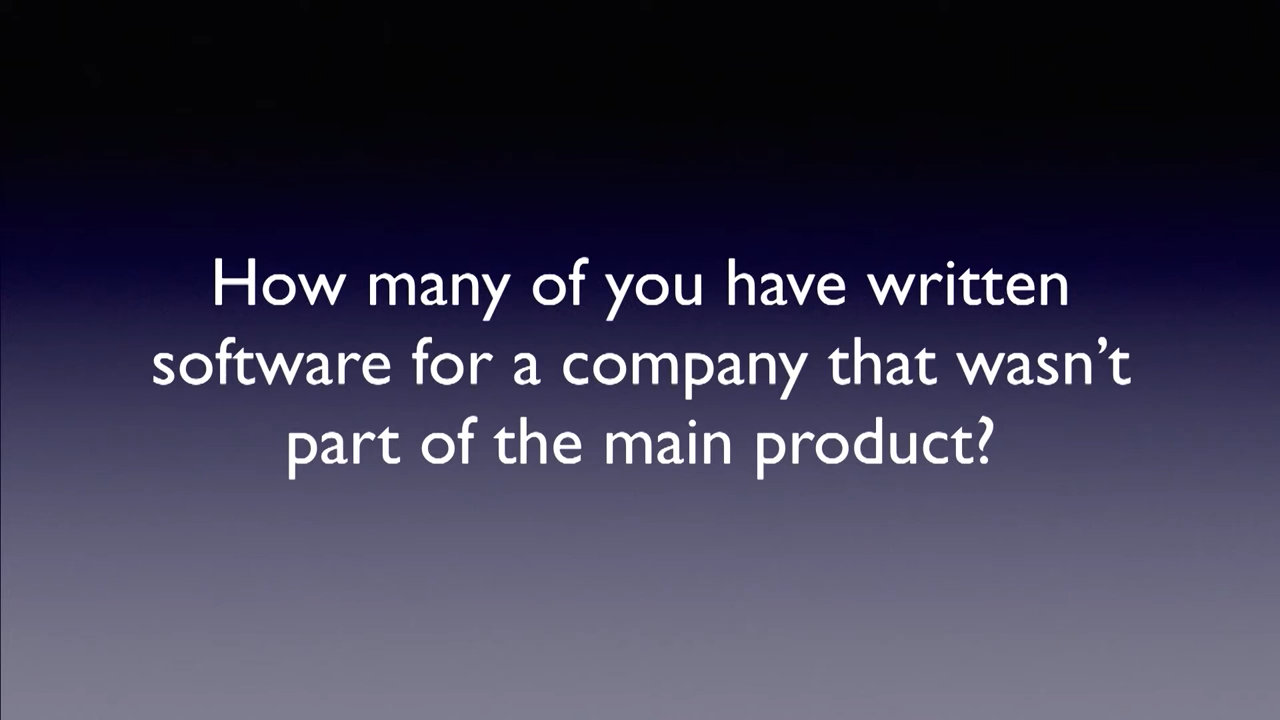 How many of you have written
software for a company that wasn’t
part of the main product?